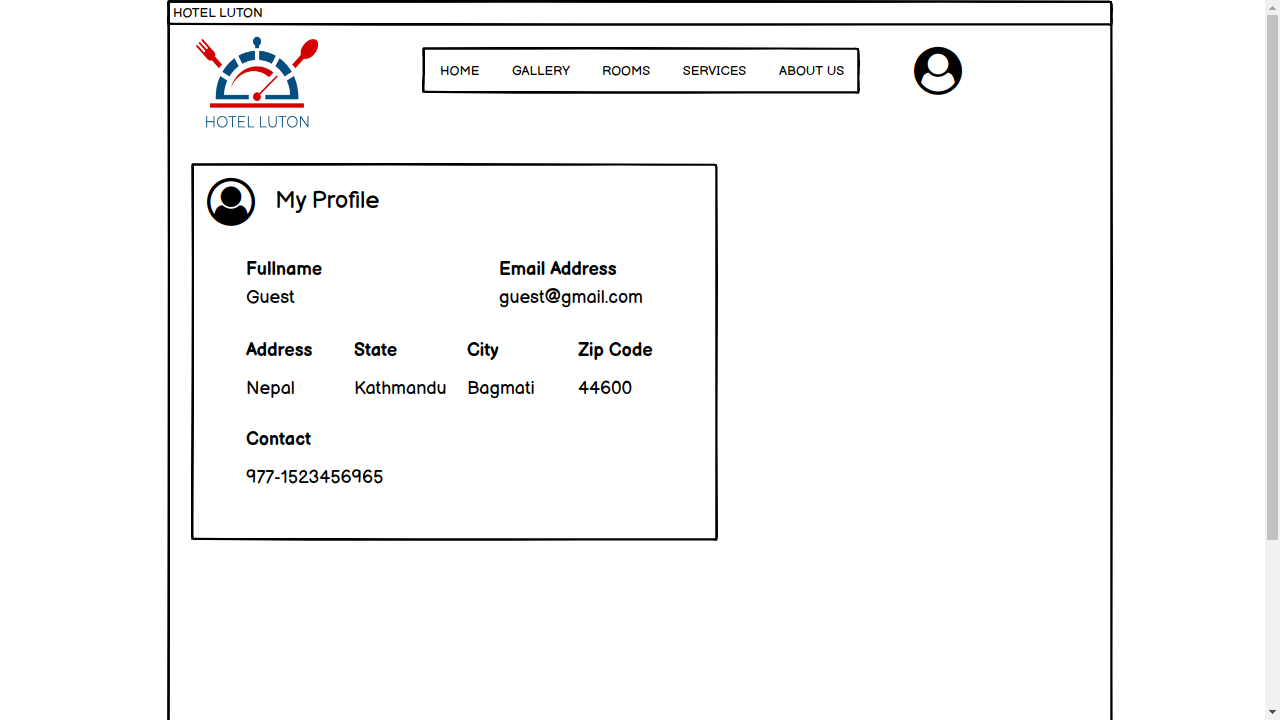 HOTEL LUTON
HOTEL LUTON
HOME GALLERY ROOMS SERVICES ABOUT US
My Profile
Fullname Email Address
Guest guest@gmail.com
Address State City Zip Code
Nepal Kathmandu Bagmati 44600
Contact
977-1523456965